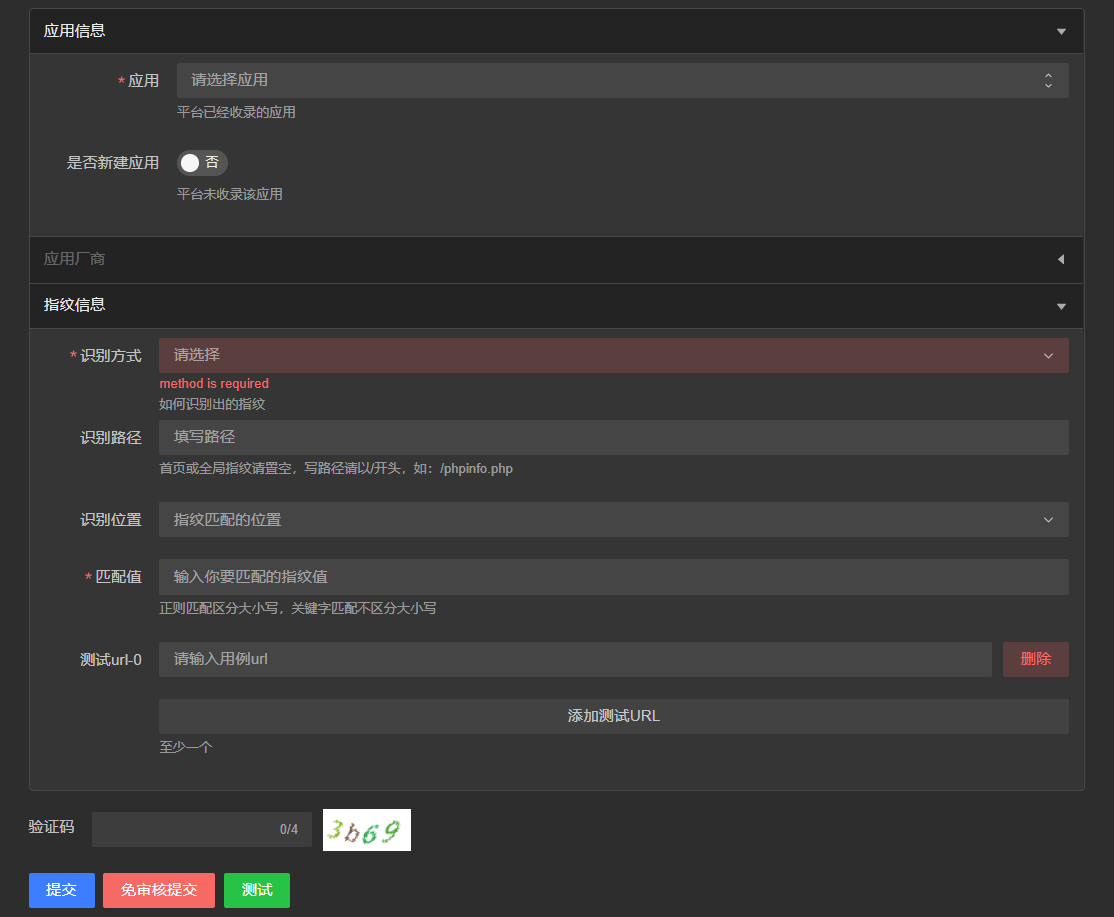 应用信息
* 应用 请选择应用
平台已经收录的应用
是否新建应用 否
平台未收录该应用
应用厂商
指纹信息
* 识别方式 请选择
method is required
如何识别出的指纹
识别路径 填写路径
首页或全局指纹请置空，写路径请以/开头，如：/phpinfo.php
识别位置 指纹匹配的位置
* 匹配值 输入你要匹配的指纹值
正则匹配区分大小写，关键字匹配不区分大小写
测试url-0 请输入用例url 删除
添加测试URL
至少一个
验证码 0/4 3b69
提交 免审核提交 测试